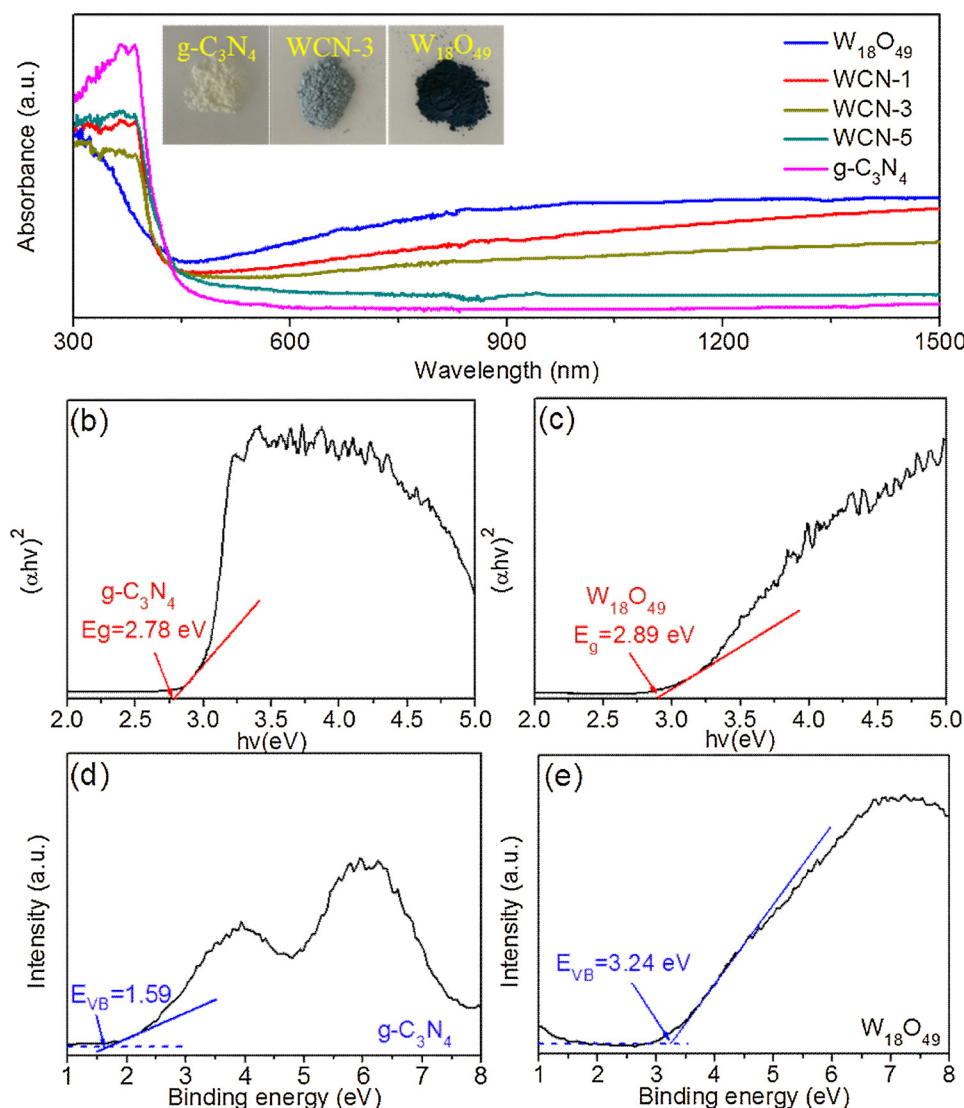 g-C₃N₄ WCN-3 W₁₈O₄₉
W₁₈O₄₉
WCN-1
WCN-3
WCN-5
g-C₃N₄
Absorbance (a.u.)
300 600 900 1200 1500
Wavelength (nm)
(b)
(αhν)²
g-C₃N₄
Eg=2.78 eV
2.0 2.5 3.0 3.5 4.0 4.5 5.0
hν(eV)
(c)
(αhν)²
W₁₈O₄₉
E_g=2.89 eV
2.0 2.5 3.0 3.5 4.0 4.5 5.0
hν(eV)
(d)
Intensity (a.u.)
E_VB=1.59
g-C₃N₄
1 2 3 4 5 6 7 8
Binding energy (eV)
(e)
Intensity (a.u.)
E_VB=3.24 eV
W₁₈O₄₉
1 2 3 4 5 6 7 8
Binding energy (eV)